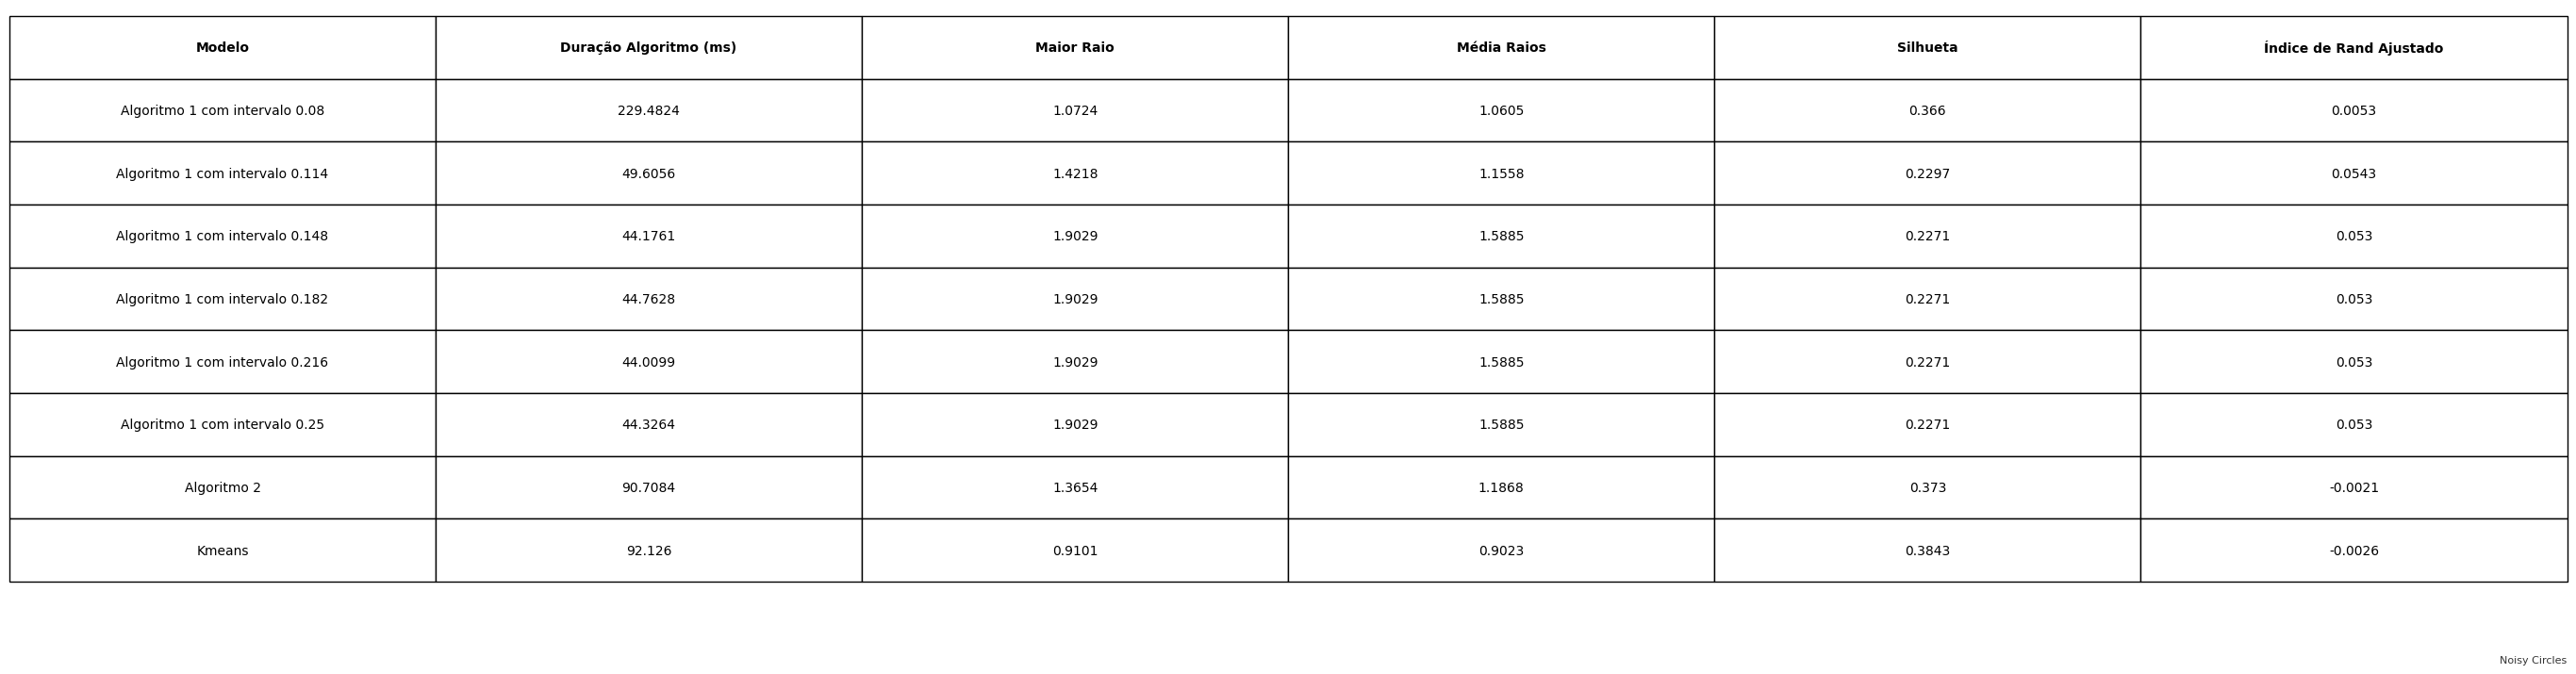 Modelo Duração Algoritmo (ms) Maior Raio Média Raios Silhueta Índice de Rand Ajustado
Algoritmo 1 com intervalo 0.08 229.4824 1.0724 1.0605 0.366 0.0053
Algoritmo 1 com intervalo 0.114 49.6056 1.4218 1.1558 0.2297 0.0543
Algoritmo 1 com intervalo 0.148 44.1761 1.9029 1.5885 0.2271 0.053
Algoritmo 1 com intervalo 0.182 44.7628 1.9029 1.5885 0.2271 0.053
Algoritmo 1 com intervalo 0.216 44.0099 1.9029 1.5885 0.2271 0.053
Algoritmo 1 com intervalo 0.25 44.3264 1.9029 1.5885 0.2271 0.053
Algoritmo 2 90.7084 1.3654 1.1868 0.373 -0.0021
Kmeans 92.126 0.9101 0.9023 0.3843 -0.0026
Noisy Circles